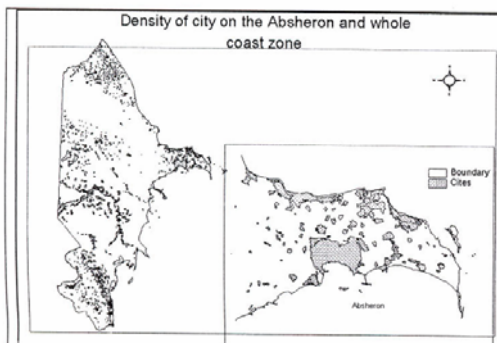 Density of city on the Absheron and whole
coast zone
Boundary
Cites
Absheron